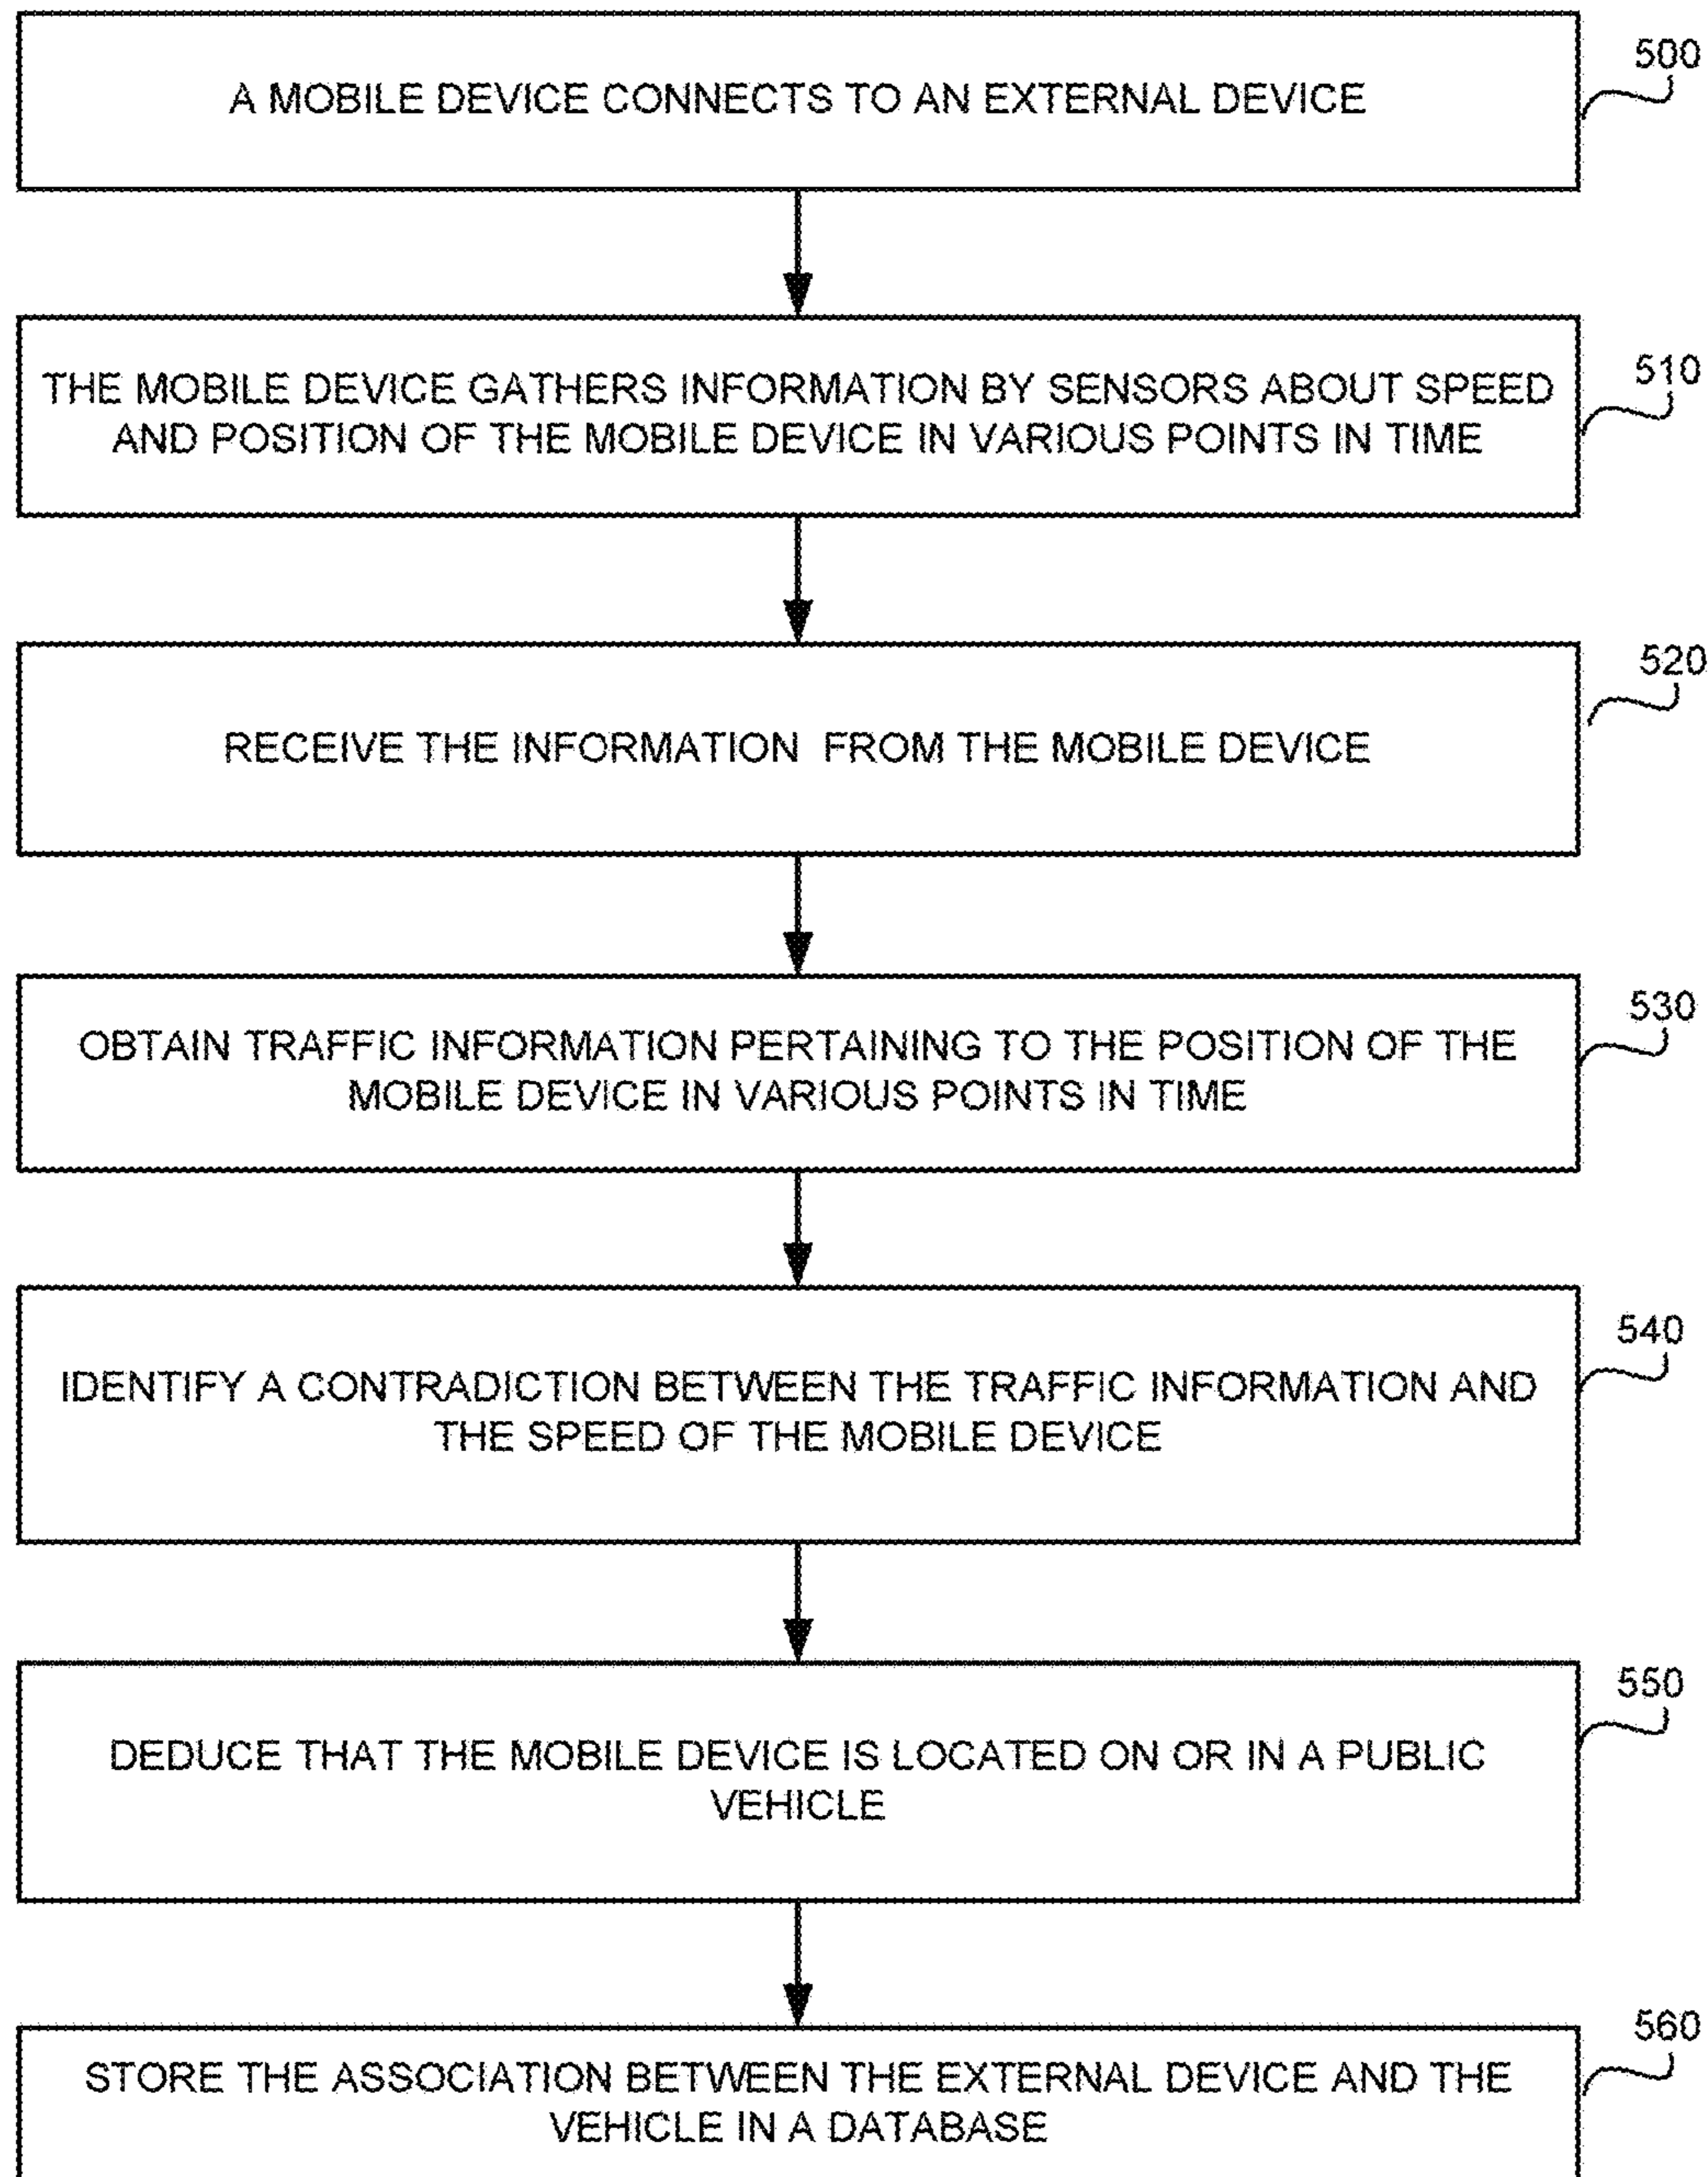 500
A MOBILE DEVICE CONNECTS TO AN EXTERNAL DEVICE
510
THE MOBILE DEVICE GATHERS INFORMATION BY SENSORS ABOUT SPEED
AND POSITION OF THE MOBILE DEVICE IN VARIOUS POINTS IN TIME
520
RECEIVE THE INFORMATION FROM THE MOBILE DEVICE
530
OBTAIN TRAFFIC INFORMATION PERTAINING TO THE POSITION OF THE
MOBILE DEVICE IN VARIOUS POINTS IN TIME
540
IDENTIFY A CONTRADICTION BETWEEN THE TRAFFIC INFORMATION AND
THE SPEED OF THE MOBILE DEVICE
550
DEDUCE THAT THE MOBILE DEVICE IS LOCATED ON OR IN A PUBLIC
VEHICLE
560
STORE THE ASSOCIATION BETWEEN THE EXTERNAL DEVICE AND THE
VEHICLE IN A DATABASE